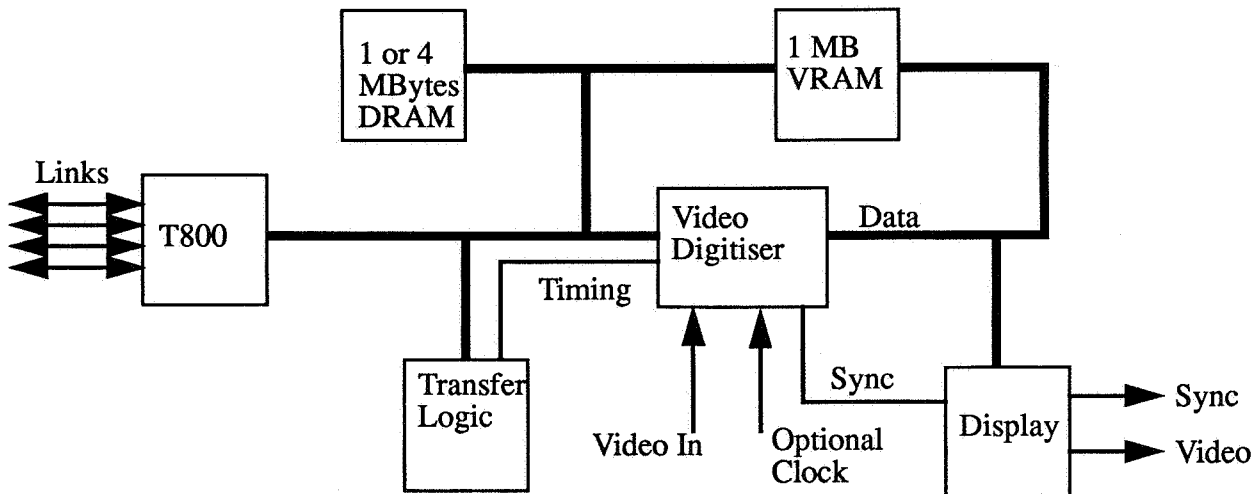 1 or 4
MBytes
DRAM
1 MB
VRAM
Links
T800
Video
Digitiser
Data
Timing
Transfer
Logic
Sync
Video In
Optional
Clock
Display
Sync
Video